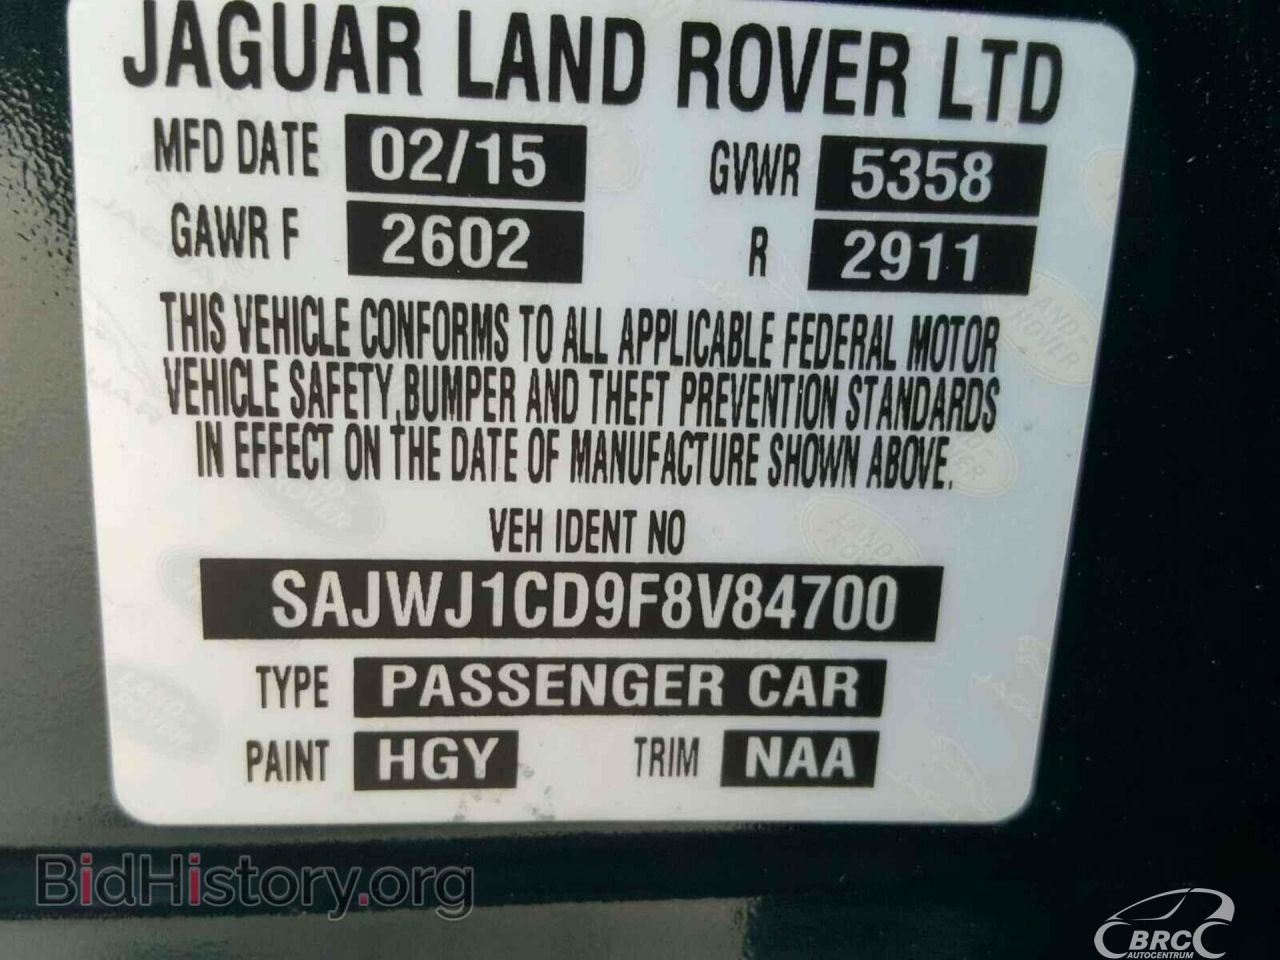 JAGUAR LAND ROVER LTD
MFD DATE 02/15 GVWR 5358
GAWR F 2602 R 2911
THIS VEHICLE CONFORMS TO ALL APPLICABLE FEDERAL MOTOR
VEHICLE SAFETY,BUMPER AND THEFT PREVENTION STANDARDS
IN EFFECT ON THE DATE OF MANUFACTURE SHOWN ABOVE.
VEH IDENT NO
SAJWJ1CD9F8V84700
TYPE PASSENGER CAR
PAINT HGY TRIM NAA
BidHistory.org
BRC
AUTOCENTRUM